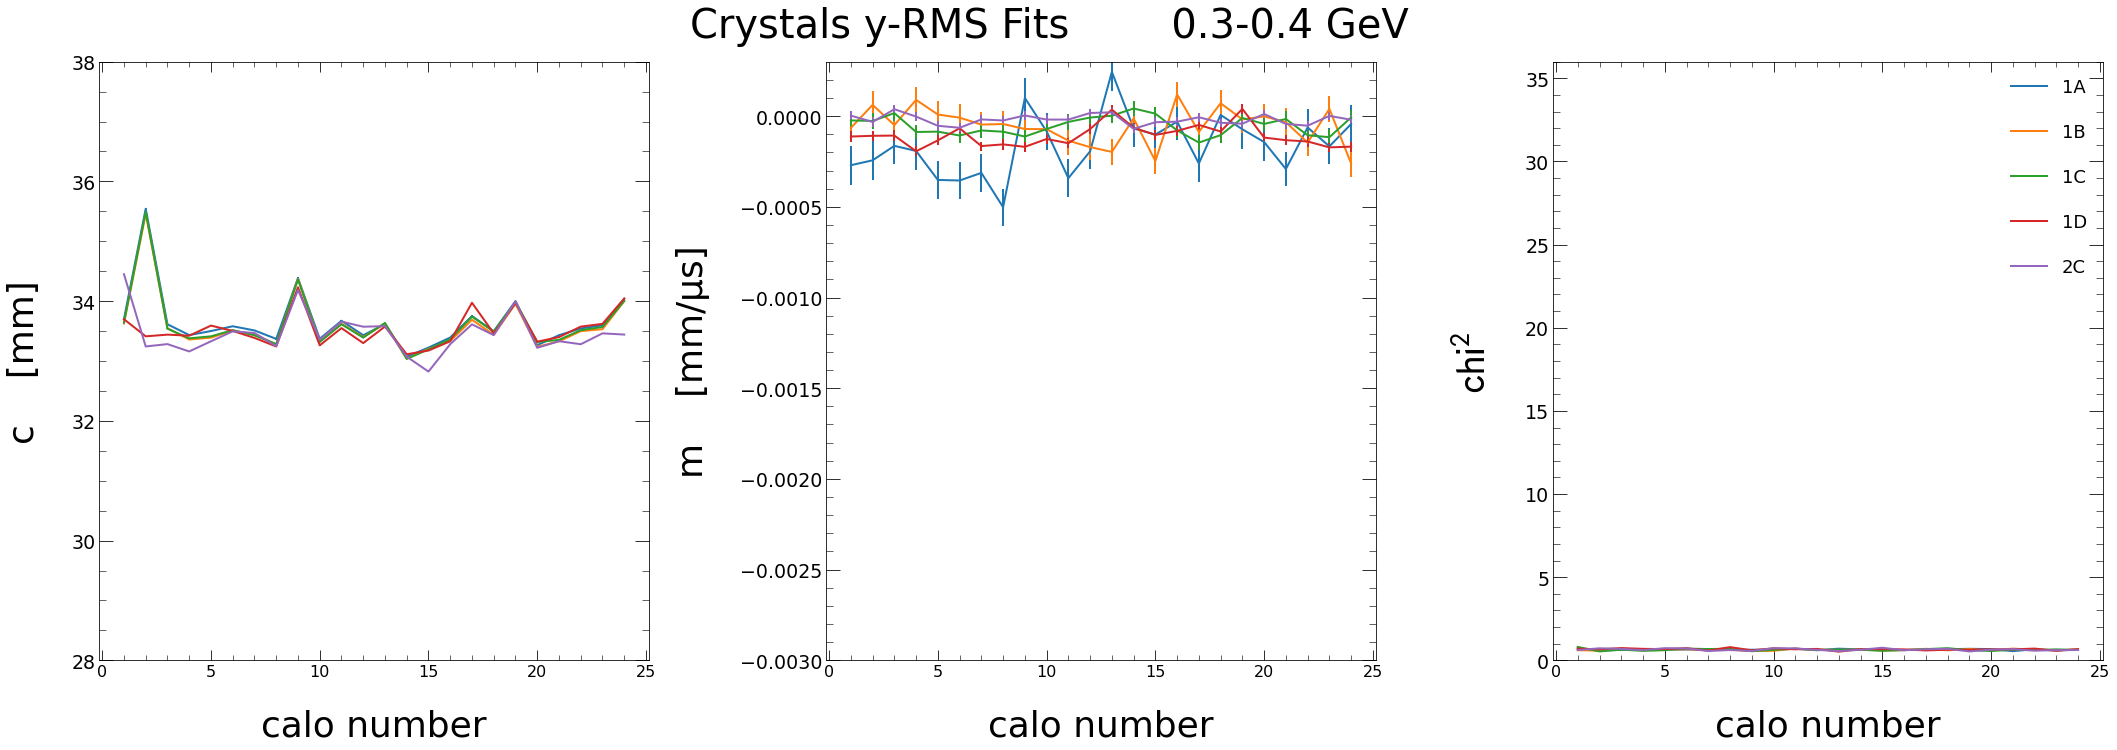 Crystals y-RMS Fits 0.3-0.4 GeV
c [mm]
38
36
34
32
30
28
0 5 10 15 20 25
calo number
m [mm/μs]
0.0000
−0.0005
−0.0010
−0.0015
−0.0020
−0.0025
−0.0030
0 5 10 15 20 25
calo number
chi²
35
30
25
20
15
10
5
0
0 5 10 15 20 25
calo number
1A
1B
1C
1D
2C